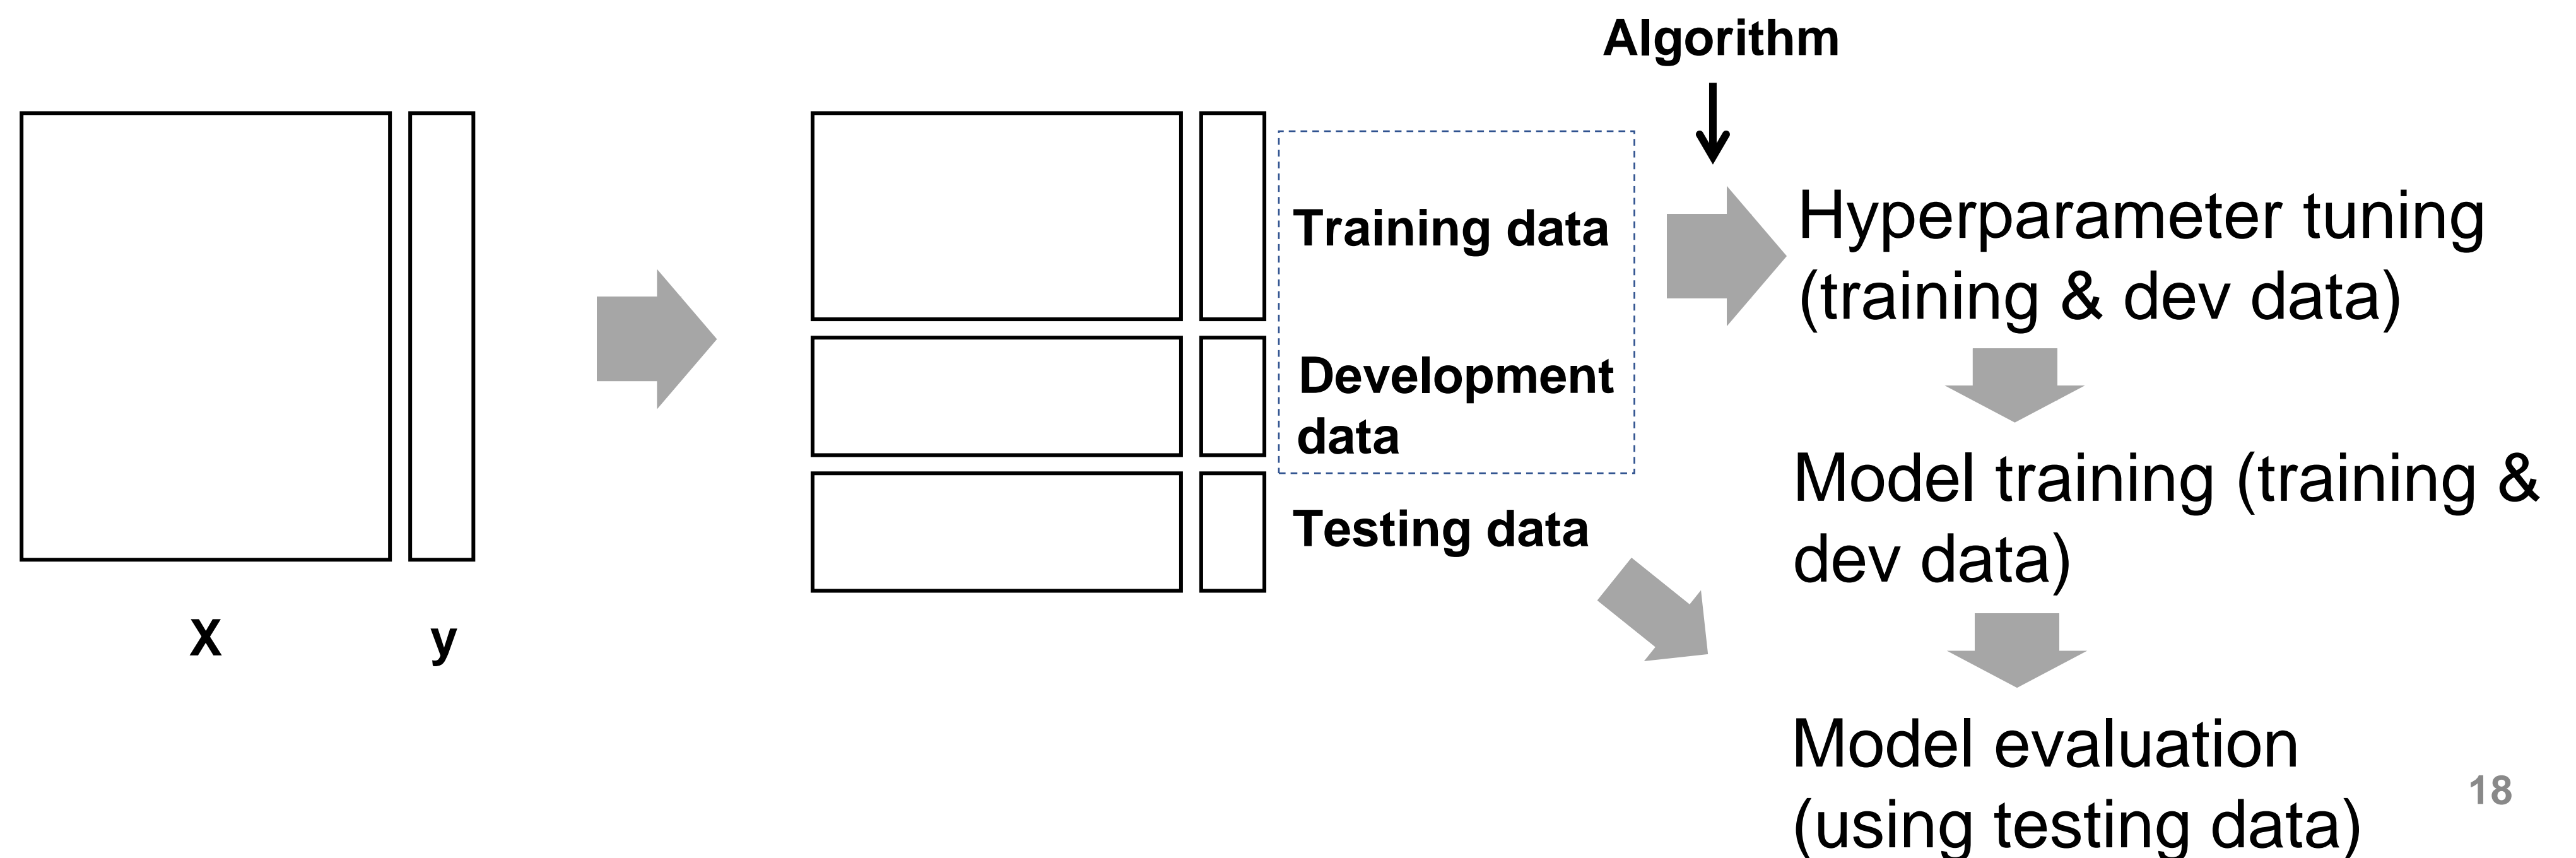 Algorithm
X
y
Training data
Development
data
Testing data
Hyperparameter tuning
(training & dev data)
Model training (training &
dev data)
Model evaluation
(using testing data)
18